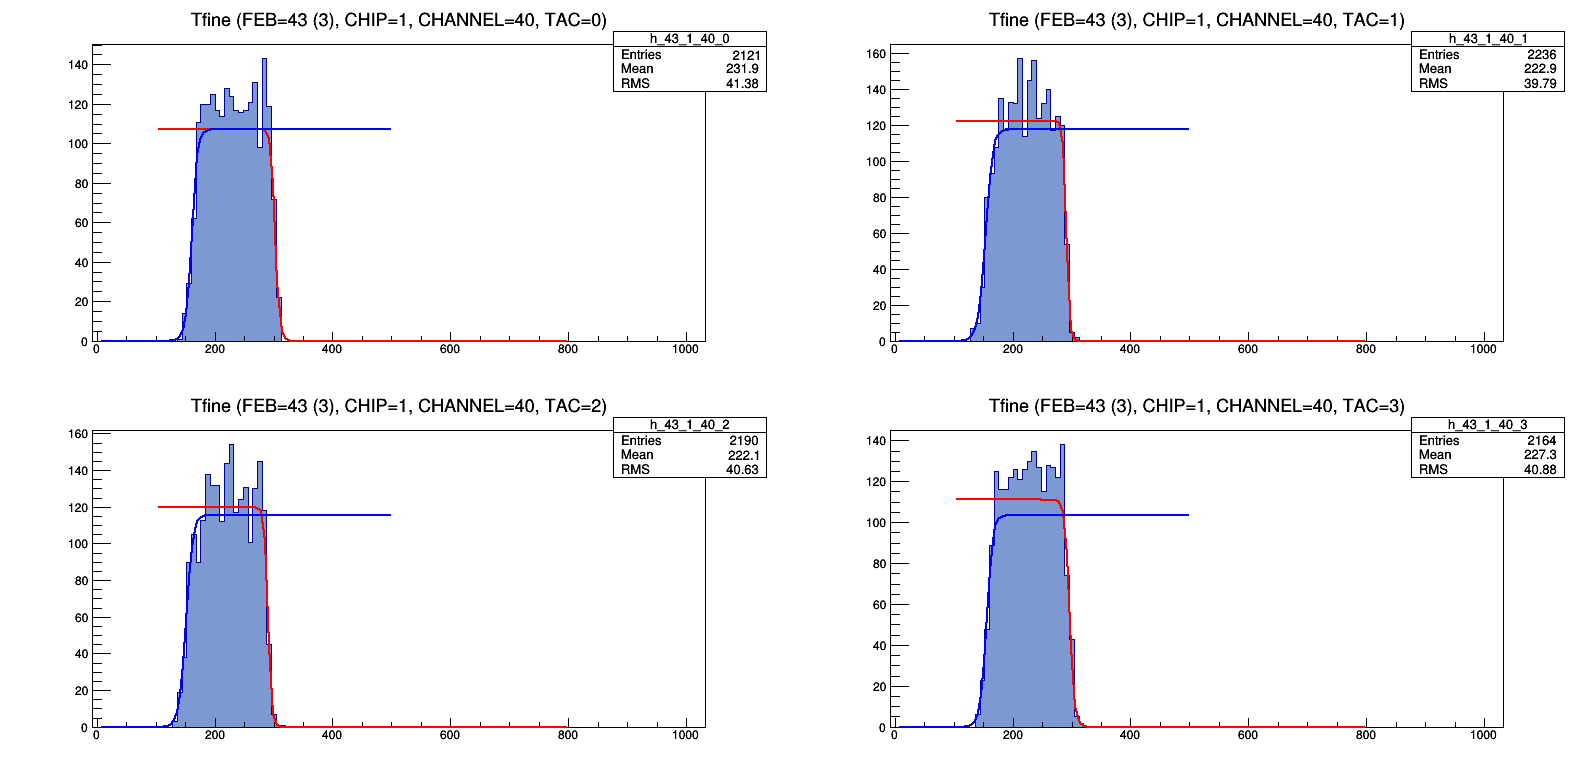 Tfine (FEB=43 (3), CHIP=1, CHANNEL=40, TAC=0)
h_43_1_40_0
Entries 2121
Mean 231.9
RMS 41.38
140
120
100
80
60
40
20
0
0 200 400 600 800 1000
Tfine (FEB=43 (3), CHIP=1, CHANNEL=40, TAC=1)
h_43_1_40_1
Entries 2236
Mean 222.9
RMS 39.79
160
140
120
100
80
60
40
20
0
0 200 400 600 800 1000
Tfine (FEB=43 (3), CHIP=1, CHANNEL=40, TAC=2)
h_43_1_40_2
Entries 2190
Mean 222.1
RMS 40.63
160
140
120
100
80
60
40
20
0
0 200 400 600 800 1000
Tfine (FEB=43 (3), CHIP=1, CHANNEL=40, TAC=3)
h_43_1_40_3
Entries 2164
Mean 227.3
RMS 40.88
140
120
100
80
60
40
20
0
0 200 400 600 800 1000